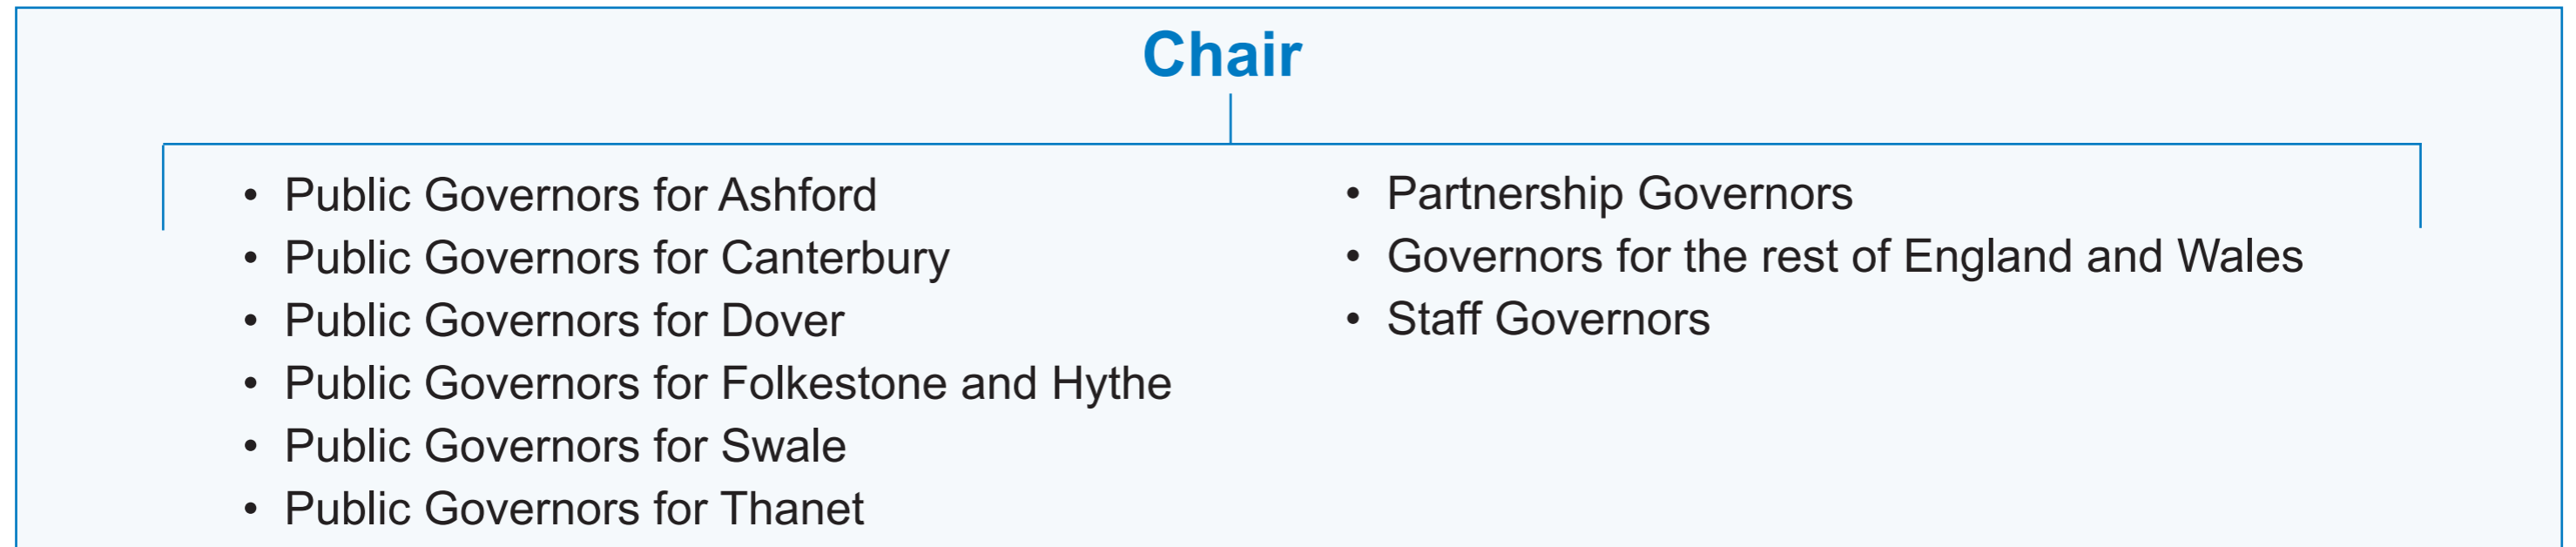 Chair
• Public Governors for Ashford
• Public Governors for Canterbury
• Public Governors for Dover
• Public Governors for Folkestone and Hythe
• Public Governors for Swale
• Public Governors for Thanet
• Partnership Governors
• Governors for the rest of England and Wales
• Staff Governors